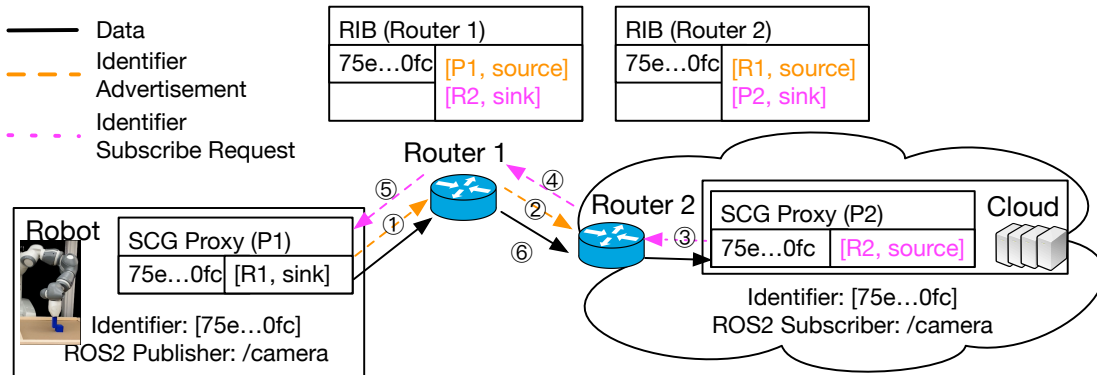 Data
Identifier
Advertisement
Identifier
Subscribe Request
RIB (Router 1)
75e...0fc
[P1, source]
[R2, sink]
RIB (Router 2)
75e...0fc
[R1, source]
[P2, sink]
Router 1
⑤
④
①
②
Router 2
③
⑥
Robot
SCG Proxy (P1)
75e...0fc
[R1, sink]
Identifier: [75e...0fc]
ROS2 Publisher: /camera
SCG Proxy (P2)
Cloud
75e...0fc
[R2, source]
Identifier: [75e...0fc]
ROS2 Subscriber: /camera